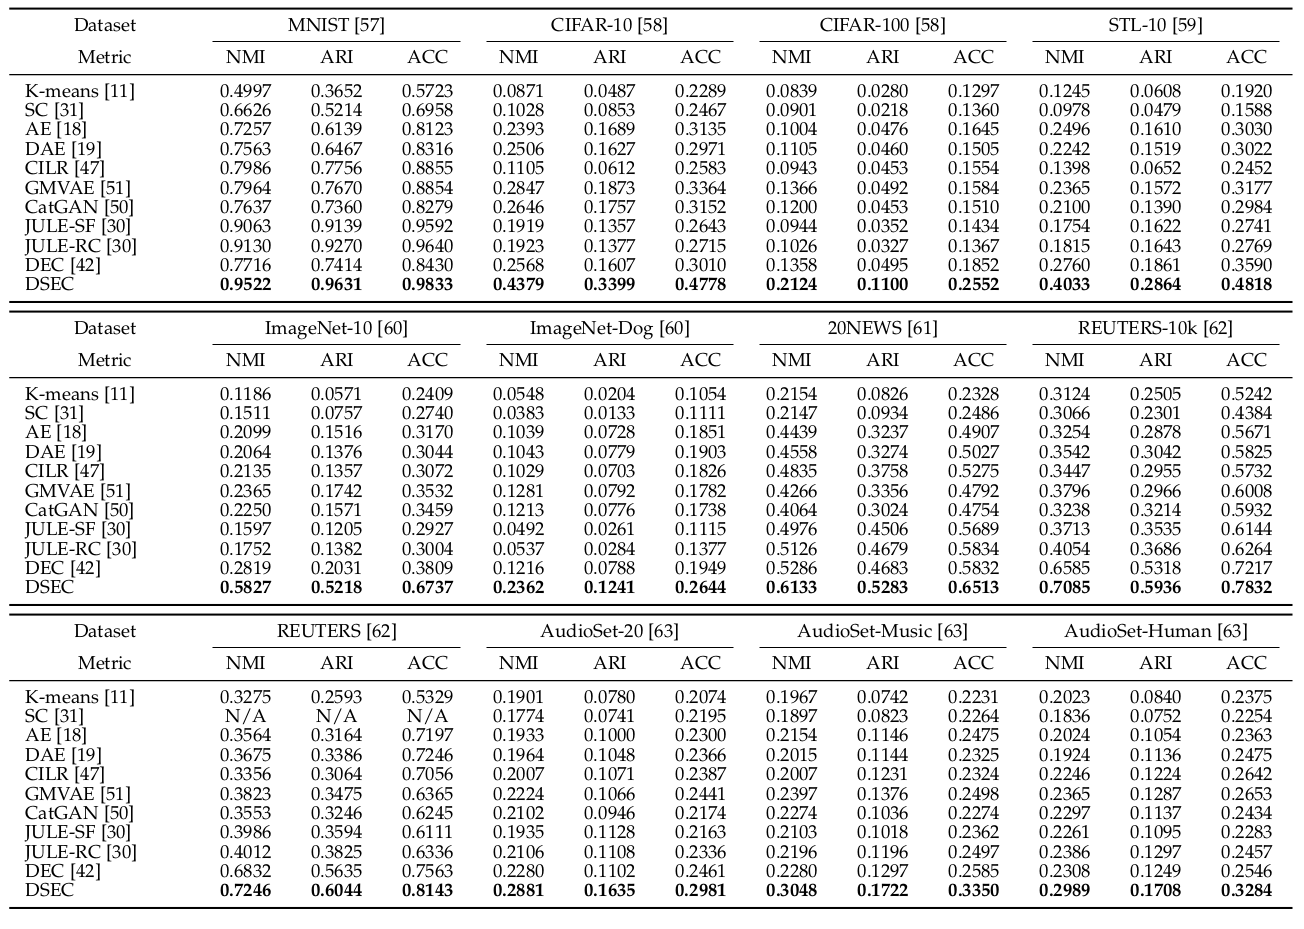 Dataset MNIST [57] CIFAR-10 [58] CIFAR-100 [58] STL-10 [59]
Metric NMI ARI ACC NMI ARI ACC NMI ARI ACC NMI ARI ACC
K-means [11] 0.4997 0.3652 0.5723 0.0871 0.0487 0.2289 0.0839 0.0280 0.1297 0.1245 0.0608 0.1920
SC [31] 0.6626 0.5214 0.6958 0.1028 0.0853 0.2467 0.0901 0.0218 0.1360 0.0978 0.0479 0.1588
AE [18] 0.7257 0.6139 0.8123 0.2393 0.1689 0.3135 0.1004 0.0476 0.1645 0.2496 0.1610 0.3030
DAE [19] 0.7563 0.6467 0.8316 0.2506 0.1627 0.2971 0.1105 0.0460 0.1505 0.2242 0.1519 0.3022
CILR [47] 0.7986 0.7756 0.8855 0.1105 0.0612 0.2583 0.0943 0.0453 0.1554 0.1398 0.0652 0.2452
GMVAE [51] 0.7964 0.7670 0.8854 0.2847 0.1873 0.3364 0.1366 0.0492 0.1584 0.2365 0.1572 0.3177
CatGAN [50] 0.7637 0.7360 0.8279 0.2646 0.1757 0.3152 0.1200 0.0453 0.1510 0.2100 0.1390 0.2984
JULE-SF [30] 0.9063 0.9139 0.9592 0.1919 0.1357 0.2643 0.0944 0.0352 0.1434 0.1754 0.1622 0.2741
JULE-RC [30] 0.9130 0.9270 0.9640 0.1923 0.1377 0.2715 0.1026 0.0327 0.1367 0.1815 0.1643 0.2769
DEC [42] 0.7716 0.7414 0.8430 0.2568 0.1607 0.3010 0.1358 0.0495 0.1852 0.2760 0.1861 0.3590
DSEC 0.9522 0.9631 0.9833 0.4379 0.3399 0.4778 0.2124 0.1100 0.2552 0.4033 0.2864 0.4818
Dataset ImageNet-10 [60] ImageNet-Dog [60] 20NEWS [61] REUTERS-10k [62]
Metric NMI ARI ACC NMI ARI ACC NMI ARI ACC NMI ARI ACC
K-means [11] 0.1186 0.0571 0.2409 0.0548 0.0204 0.1054 0.2154 0.0826 0.2328 0.3124 0.2505 0.5242
SC [31] 0.1511 0.0757 0.2740 0.0383 0.0133 0.1111 0.2147 0.0934 0.2486 0.3066 0.2301 0.4384
AE [18] 0.2099 0.1516 0.3170 0.1039 0.0728 0.1851 0.4439 0.3237 0.4907 0.3254 0.2878 0.5671
DAE [19] 0.2064 0.1376 0.3044 0.1043 0.0779 0.1903 0.4558 0.3274 0.5027 0.3542 0.3042 0.5825
CILR [47] 0.2135 0.1357 0.3072 0.1029 0.0703 0.1826 0.4835 0.3758 0.5275 0.3447 0.2955 0.5732
GMVAE [51] 0.2365 0.1742 0.3532 0.1281 0.0792 0.1782 0.4266 0.3356 0.4792 0.3796 0.2966 0.6008
CatGAN [50] 0.2250 0.1571 0.3459 0.1213 0.0776 0.1738 0.4064 0.3024 0.4754 0.3238 0.3214 0.5932
JULE-SF [30] 0.1597 0.1205 0.2927 0.0492 0.0261 0.1115 0.4976 0.4506 0.5689 0.3713 0.3535 0.6144
JULE-RC [30] 0.1752 0.1382 0.3004 0.0537 0.0284 0.1377 0.5126 0.4679 0.5834 0.4054 0.3686 0.6264
DEC [42] 0.2819 0.2031 0.3809 0.1216 0.0788 0.1949 0.5286 0.4683 0.5832 0.6585 0.5318 0.7217
DSEC 0.5827 0.5218 0.6737 0.2362 0.1241 0.2644 0.6133 0.5283 0.6513 0.7085 0.5936 0.7832
Dataset REUTERS [62] AudioSet-20 [63] AudioSet-Music [63] AudioSet-Human [63]
Metric NMI ARI ACC NMI ARI ACC NMI ARI ACC NMI ARI ACC
K-means [11] 0.3275 0.2593 0.5329 0.1901 0.0780 0.2074 0.1967 0.0742 0.2231 0.2023 0.0840 0.2375
SC [31] N/A N/A N/A 0.1774 0.0741 0.2195 0.1897 0.0823 0.2264 0.1836 0.0752 0.2254
AE [18] 0.3564 0.3164 0.7197 0.1933 0.1000 0.2300 0.2154 0.1146 0.2475 0.2024 0.1054 0.2363
DAE [19] 0.3675 0.3386 0.7246 0.1964 0.1048 0.2366 0.2015 0.1144 0.2325 0.1924 0.1136 0.2475
CILR [47] 0.3356 0.3064 0.7056 0.2007 0.1071 0.2387 0.2007 0.1231 0.2324 0.2246 0.1224 0.2642
GMVAE [51] 0.3823 0.3475 0.6365 0.2224 0.1066 0.2441 0.2397 0.1376 0.2498 0.2365 0.1287 0.2653
CatGAN [50] 0.3553 0.3246 0.6245 0.2102 0.0946 0.2174 0.2274 0.1036 0.2274 0.2297 0.1137 0.2434
JULE-SF [30] 0.3986 0.3594 0.6111 0.1935 0.1128 0.2163 0.2103 0.1018 0.2362 0.2261 0.1095 0.2283
JULE-RC [30] 0.4012 0.3825 0.6336 0.2106 0.1108 0.2336 0.2196 0.1196 0.2497 0.2386 0.1297 0.2457
DEC [42] 0.6832 0.5635 0.7563 0.2280 0.1102 0.2461 0.2280 0.1297 0.2585 0.2308 0.1249 0.2546
DSEC 0.7246 0.6044 0.8143 0.2881 0.1635 0.2981 0.3048 0.1722 0.3350 0.2989 0.1708 0.3284